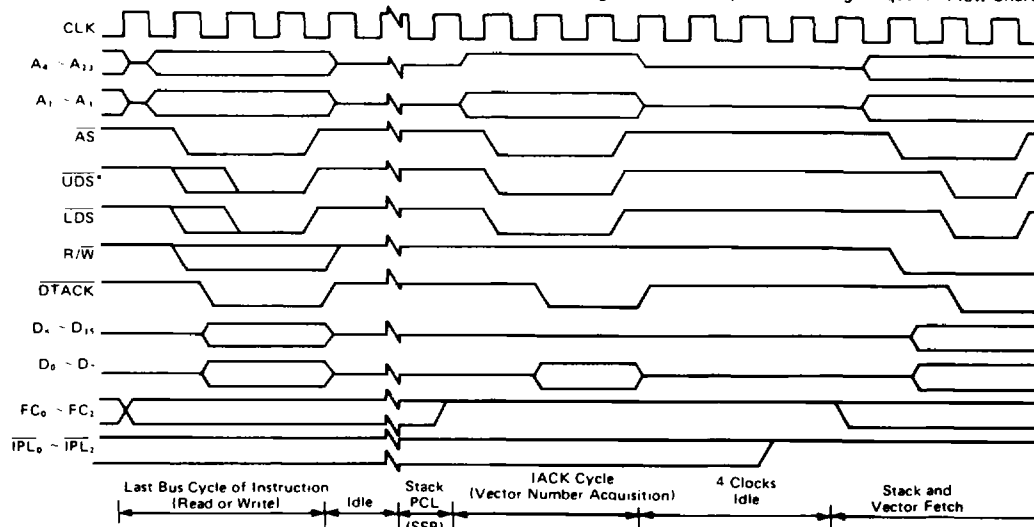 CLK
A₄ ~ A₂₃
A₁ ~ A₃
AS
UDS*
LDS
R/W
DTACK
D₈ ~ D₁₅
D₀ ~ D₇
FC₀ ~ FC₂
IPL₀ ~ IPL₂
Last Bus Cycle of Instruction
(Read or Write)
Idle
Stack
PCL
(SSP)
IACK Cycle
(Vector Number Acquisition)
4 Clocks
Idle
Stack and
Vector Fetch